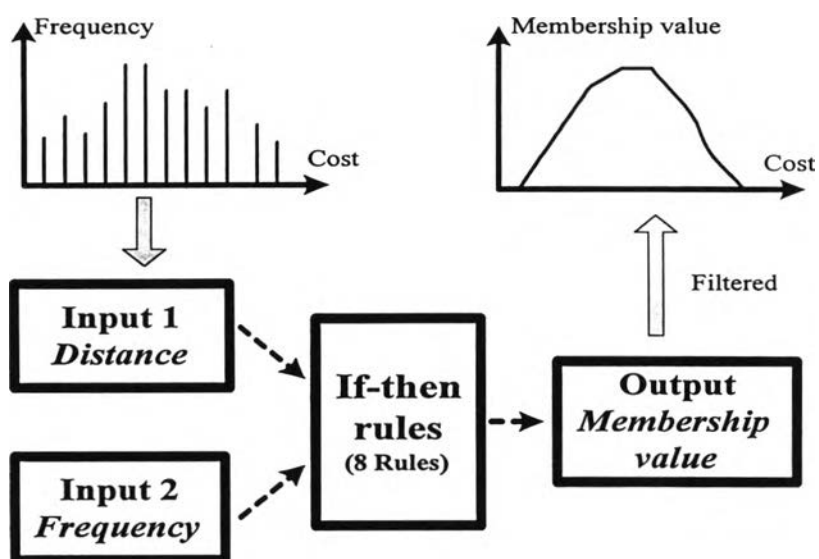 Frequency
Cost
Membership value
Cost
Filtered
Input 1
Distance
Input 2
Frequency
If-then
rules
(8 Rules)
Output
Membership
value